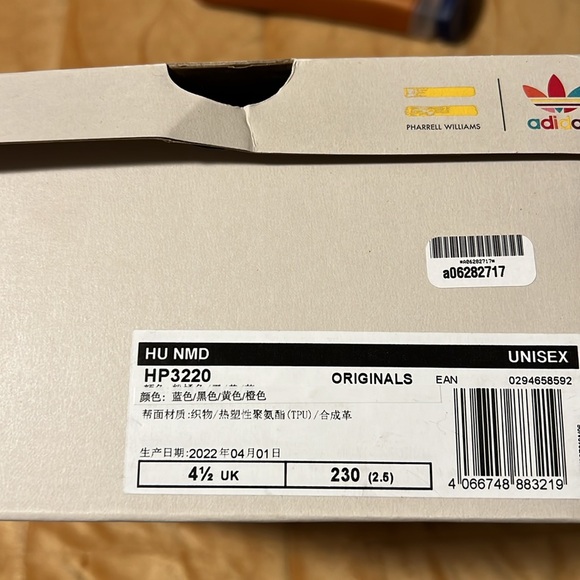 PHARRELL WILLIAMS
adidas
*A06282717*
a06282717
HU NMD UNISEX
HP3220 ORIGINALS EAN 0294658592
颜色: 蓝色/黑色/黄色/橙色
帮面材质:织物/热塑性聚氨酯(TPU)/合成革
生产日期:2022年04月01日
4½ UK 230 (2.5)
4 066748 883219